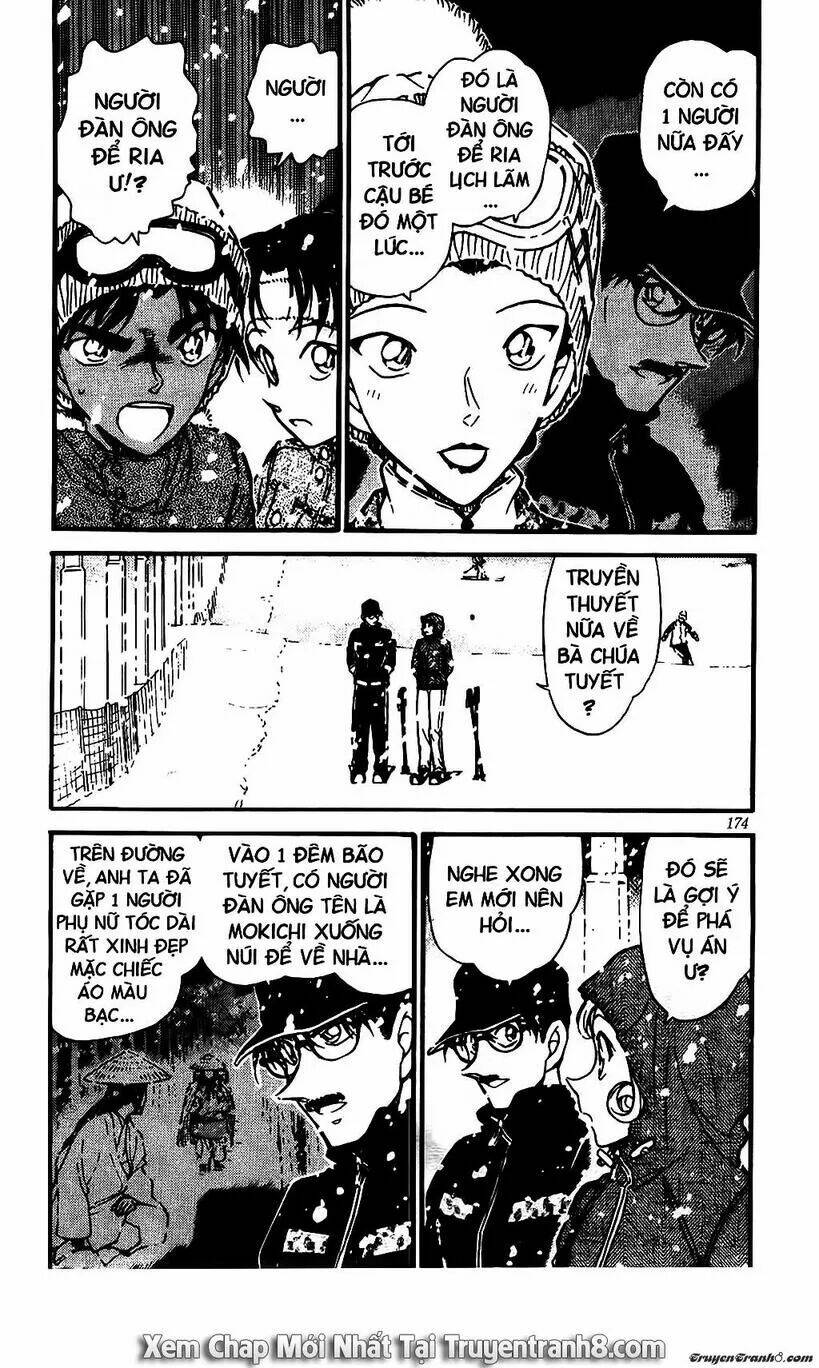 CÒN CÓ
1 NGƯỜI
NỮA ĐẤY
...
ĐÓ LÀ
NGƯỜI
ĐÀN ÔNG
ĐỂ RIA
LỊCH LÃM
...
TỚI
TRƯỚC
CẬU BÉ
ĐÓ MỘT
LÚC...
NGƯỜI
...
NGƯỜI
ĐÀN ÔNG
ĐỂ RIA
Ư!?
TRUYỀN
THUYẾT
NỮA VỀ
BÀ CHÚA
TUYẾT
?
174
ĐÓ SẼ
LÀ GỢI Ý
ĐỂ PHÁ
VỤ ÁN
Ư?
NGHE XONG
EM MỚI NÊN
HỎI...
VÀO 1 ĐÊM BÃO
TUYẾT, CÓ NGƯỜI
ĐÀN ÔNG TÊN LÀ
MOKICHI XUỐNG
NÚI ĐỂ VỀ NHÀ...
TRÊN ĐƯỜNG
VỀ, ANH TA ĐÃ
GẶP 1 NGƯỜI
PHỤ NỮ TÓC DÀI
RẤT XINH ĐẸP
MẶC CHIẾC
ÁO MÀU
BẠC...
Xem Chap Mới Nhất Tại Truyentranh8.com
TruyenTranh8.com